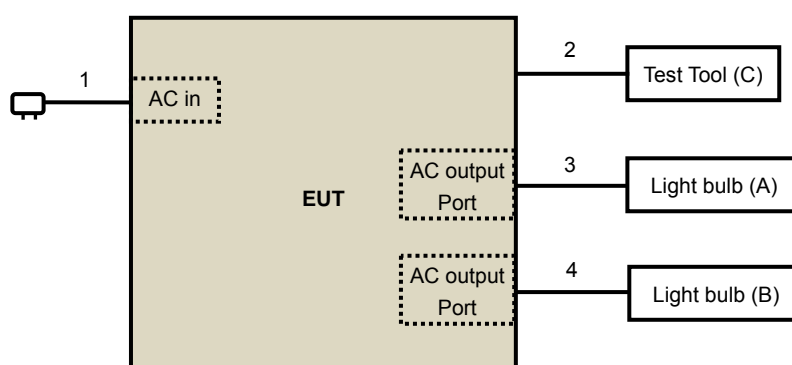 1
AC in
EUT
2
Test Tool (C)
AC output
Port
3
Light bulb (A)
AC output
Port
4
Light bulb (B)